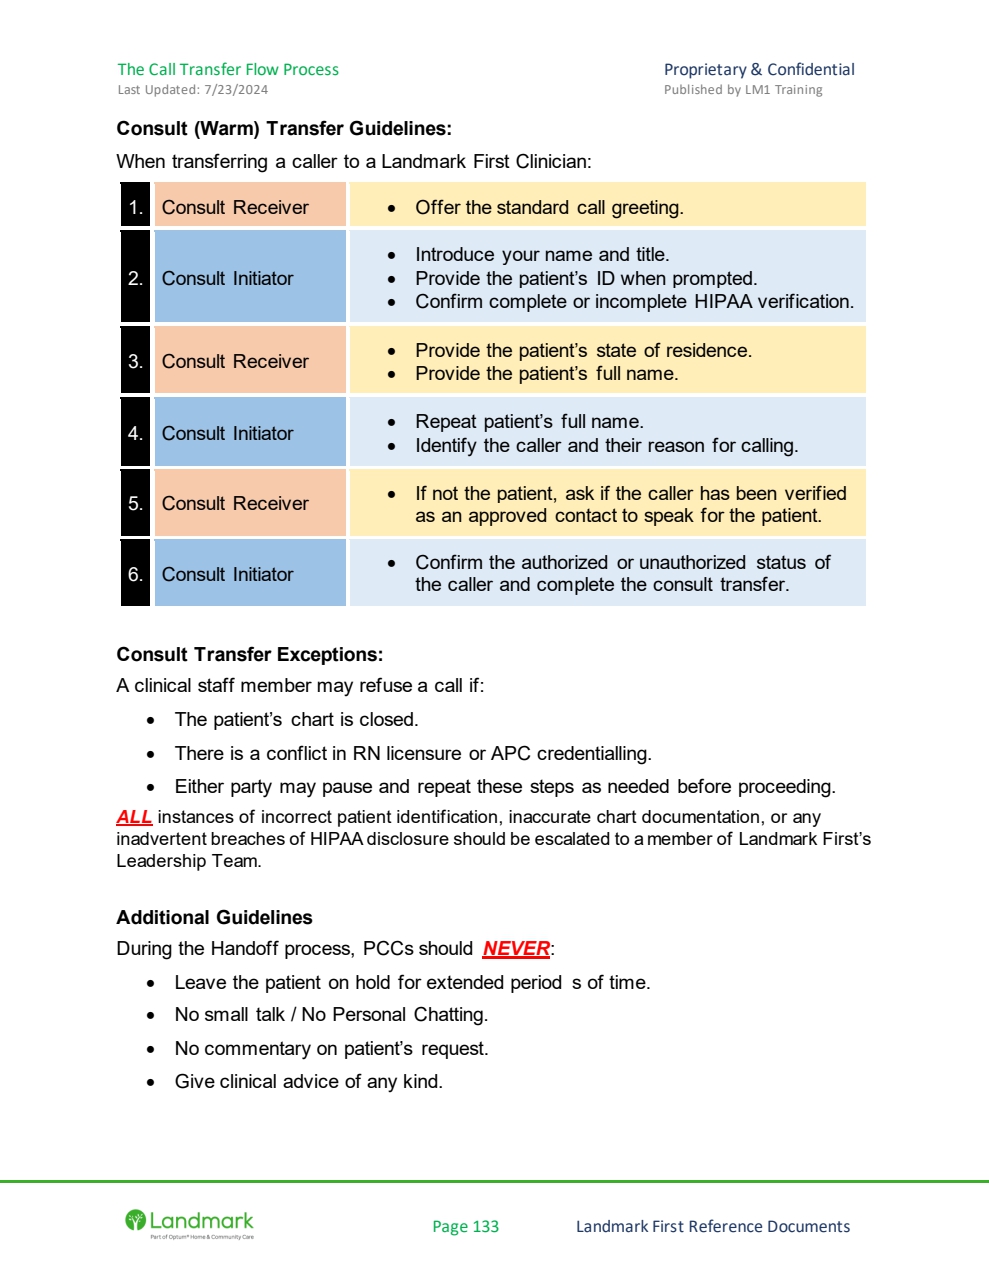 The Call Transfer Flow Process
Proprietary & Confidential
Last Updated: 7/23/2024
Published by LM1 Training
Consult (Warm) Transfer Guidelines:
When transferring a caller to a Landmark First Clinician:
1. Consult Receiver
• Offer the standard call greeting.
2. Consult Initiator
• Introduce your name and title.
• Provide the patient’s ID when prompted.
• Confirm complete or incomplete HIPAA verification.
3. Consult Receiver
• Provide the patient’s state of residence.
• Provide the patient’s full name.
4. Consult Initiator
• Repeat patient’s full name.
• Identify the caller and their reason for calling.
5. Consult Receiver
• If not the patient, ask if the caller has been verified
as an approved contact to speak for the patient.
6. Consult Initiator
• Confirm the authorized or unauthorized status of
the caller and complete the consult transfer.
Consult Transfer Exceptions:
A clinical staff member may refuse a call if:
• The patient’s chart is closed.
• There is a conflict in RN licensure or APC credentialling.
• Either party may pause and repeat these steps as needed before proceeding.
ALL instances of incorrect patient identification, inaccurate chart documentation, or any
inadvertent breaches of HIPAA disclosure should be escalated to a member of Landmark First’s
Leadership Team.
Additional Guidelines
During the Handoff process, PCCs should NEVER:
• Leave the patient on hold for extended period s of time.
• No small talk / No Personal Chatting.
• No commentary on patient’s request.
• Give clinical advice of any kind.
Landmark
Part of Optum® Home & Community Care
Page 133
Landmark First Reference Documents